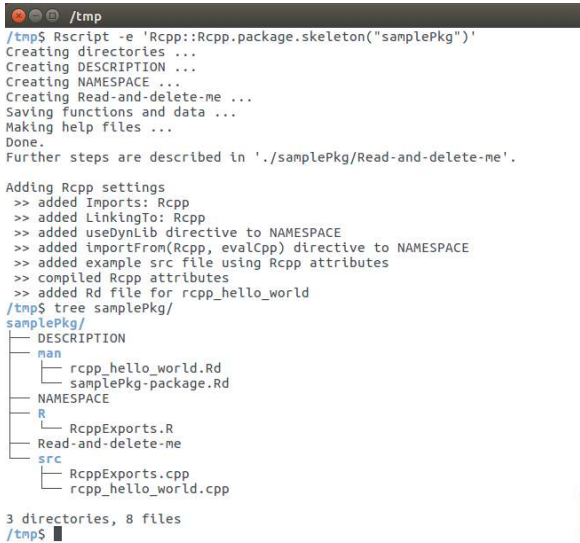 /tmp
/tmp$ Rscript -e 'Rcpp::Rcpp.package.skeleton("samplePkg")'
Creating directories ...
Creating DESCRIPTION ...
Creating NAMESPACE ...
Creating Read-and-delete-me ...
Saving functions and data ...
Making help files ...
Done.
Further steps are described in './samplePkg/Read-and-delete-me'.

Adding Rcpp settings
 >> added Imports: Rcpp
 >> added LinkingTo: Rcpp
 >> added useDynLib directive to NAMESPACE
 >> added importFrom(Rcpp, evalCpp) directive to NAMESPACE
 >> added example src file using Rcpp attributes
 >> compiled Rcpp attributes
 >> added Rd file for rcpp_hello_world
/tmp$ tree samplePkg/
samplePkg/
├── DESCRIPTION
├── man
│   ├── rcpp_hello_world.Rd
│   └── samplePkg-package.Rd
├── NAMESPACE
├── R
│   └── RcppExports.R
├── Read-and-delete-me
└── src
    ├── RcppExports.cpp
    └── rcpp_hello_world.cpp

3 directories, 8 files
/tmp$